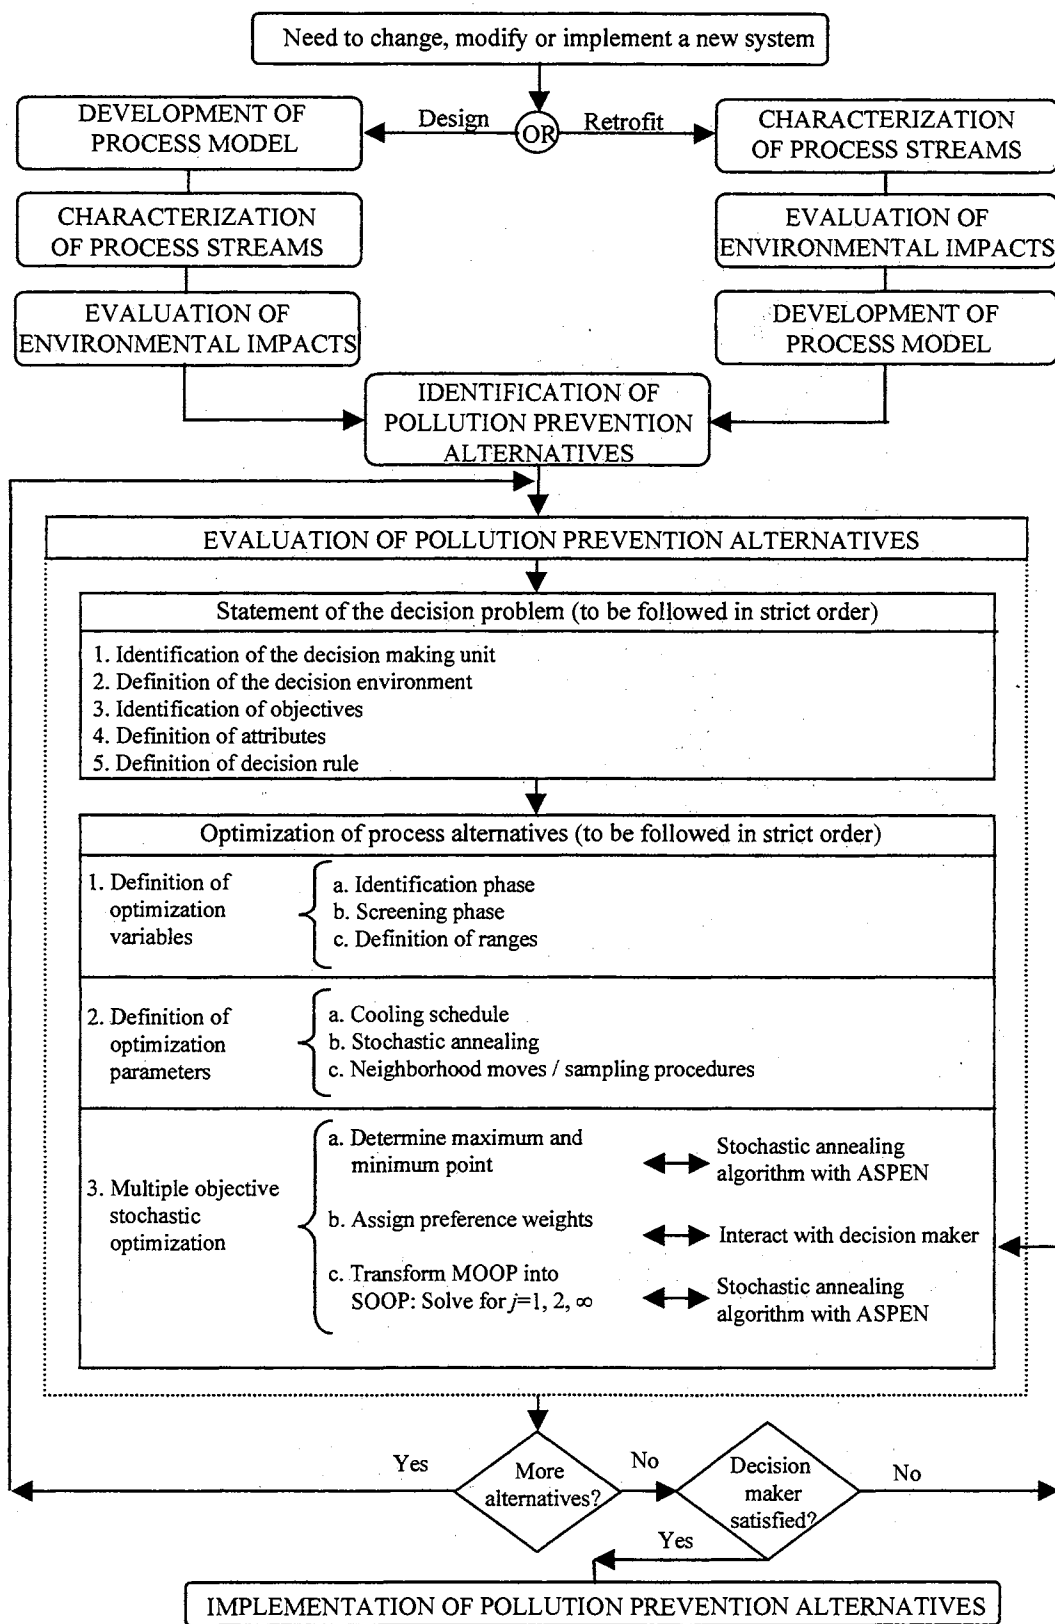 Need to change, modify or implement a new system
Design
OR
Retrofit
DEVELOPMENT OF
PROCESS MODEL
CHARACTERIZATION
OF PROCESS STREAMS
EVALUATION OF
ENVIRONMENTAL IMPACTS
CHARACTERIZATION
OF PROCESS STREAMS
EVALUATION OF
ENVIRONMENTAL IMPACTS
DEVELOPMENT OF
PROCESS MODEL
IDENTIFICATION OF
POLLUTION PREVENTION
ALTERNATIVES
EVALUATION OF POLLUTION PREVENTION ALTERNATIVES
Statement of the decision problem (to be followed in strict order)
1. Identification of the decision making unit
2. Definition of the decision environment
3. Identification of objectives
4. Definition of attributes
5. Definition of decision rule
Optimization of process alternatives (to be followed in strict order)
1. Definition of
optimization
variables
a. Identification phase
b. Screening phase
c. Definition of ranges
2. Definition of
optimization
parameters
a. Cooling schedule
b. Stochastic annealing
c. Neighborhood moves / sampling procedures
3. Multiple objective
stochastic
optimization
a. Determine maximum and
minimum point
Stochastic annealing
algorithm with ASPEN
b. Assign preference weights
Interact with decision maker
c. Transform MOOP into
SOOP: Solve for j=1, 2, ∞
Stochastic annealing
algorithm with ASPEN
Yes
More
alternatives?
No
Decision
maker
satisfied?
No
Yes
IMPLEMENTATION OF POLLUTION PREVENTION ALTERNATIVES